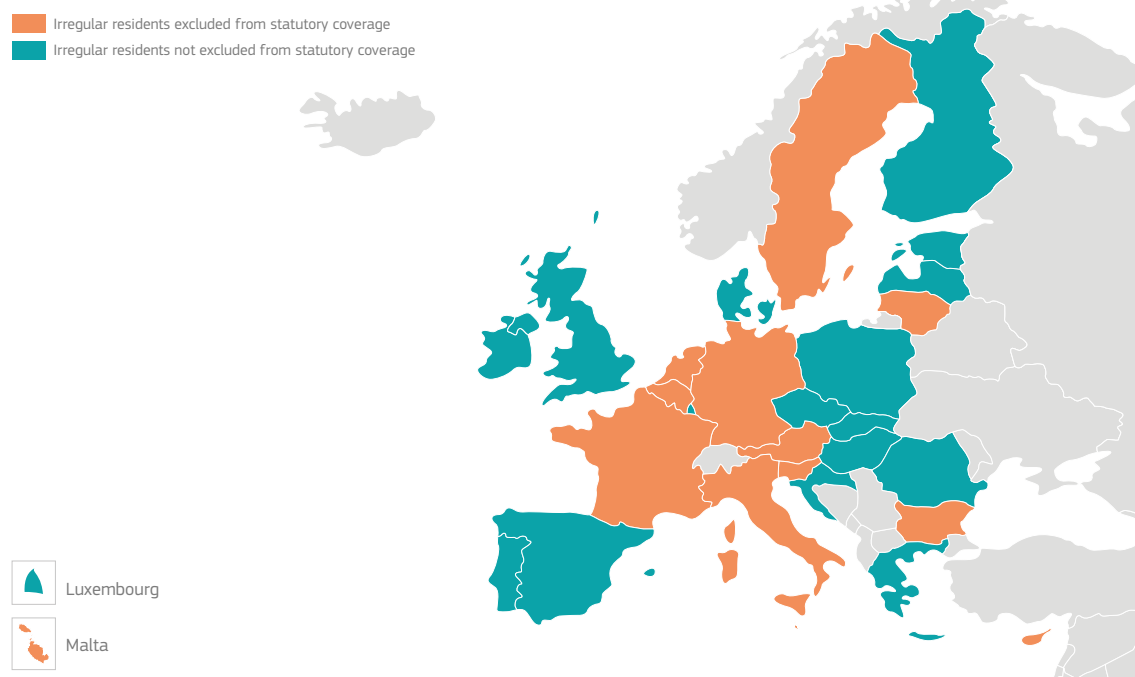 Irregular residents excluded from statutory coverage
Irregular residents not excluded from statutory coverage
Luxembourg
Malta